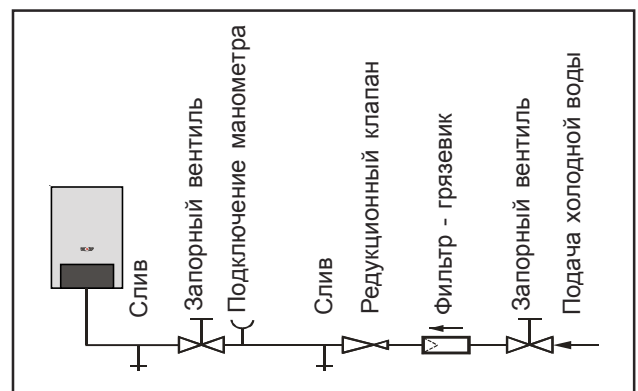 Слив
Запорный вентиль
Подключение манометра
Слив
Редукционный клапан
Фильтр - грязевик
Запорный вентиль
Подача холодной воды